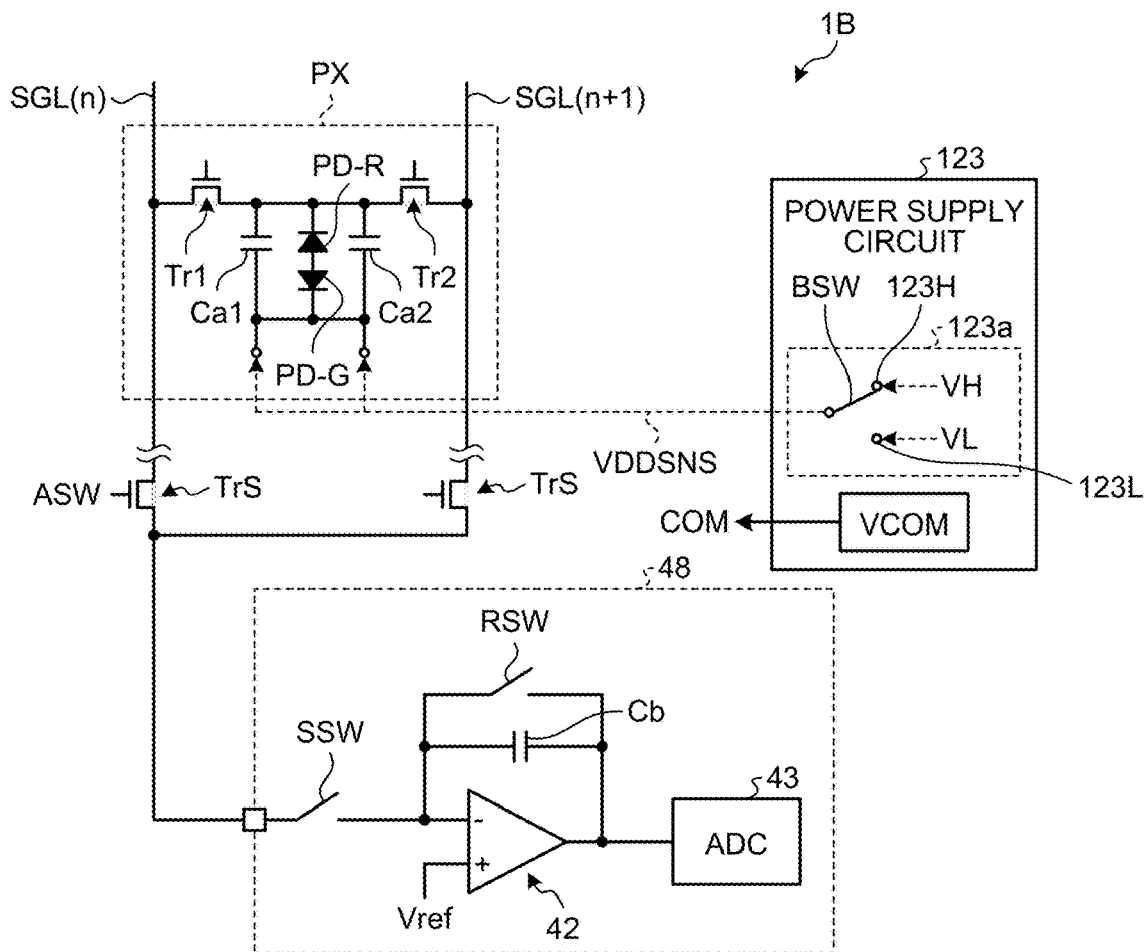 1B
PX
SGL(n)
SGL(n+1)
PD-R
123
POWER SUPPLY
CIRCUIT
Tr1
Tr2
BSW
123H
Ca1
Ca2
123a
PD-G
VH
VL
VDDSNS
123L
ASW
TrS
TrS
COM
VCOM
48
RSW
Cb
SSW
43
-
ADC
+
Vref
42